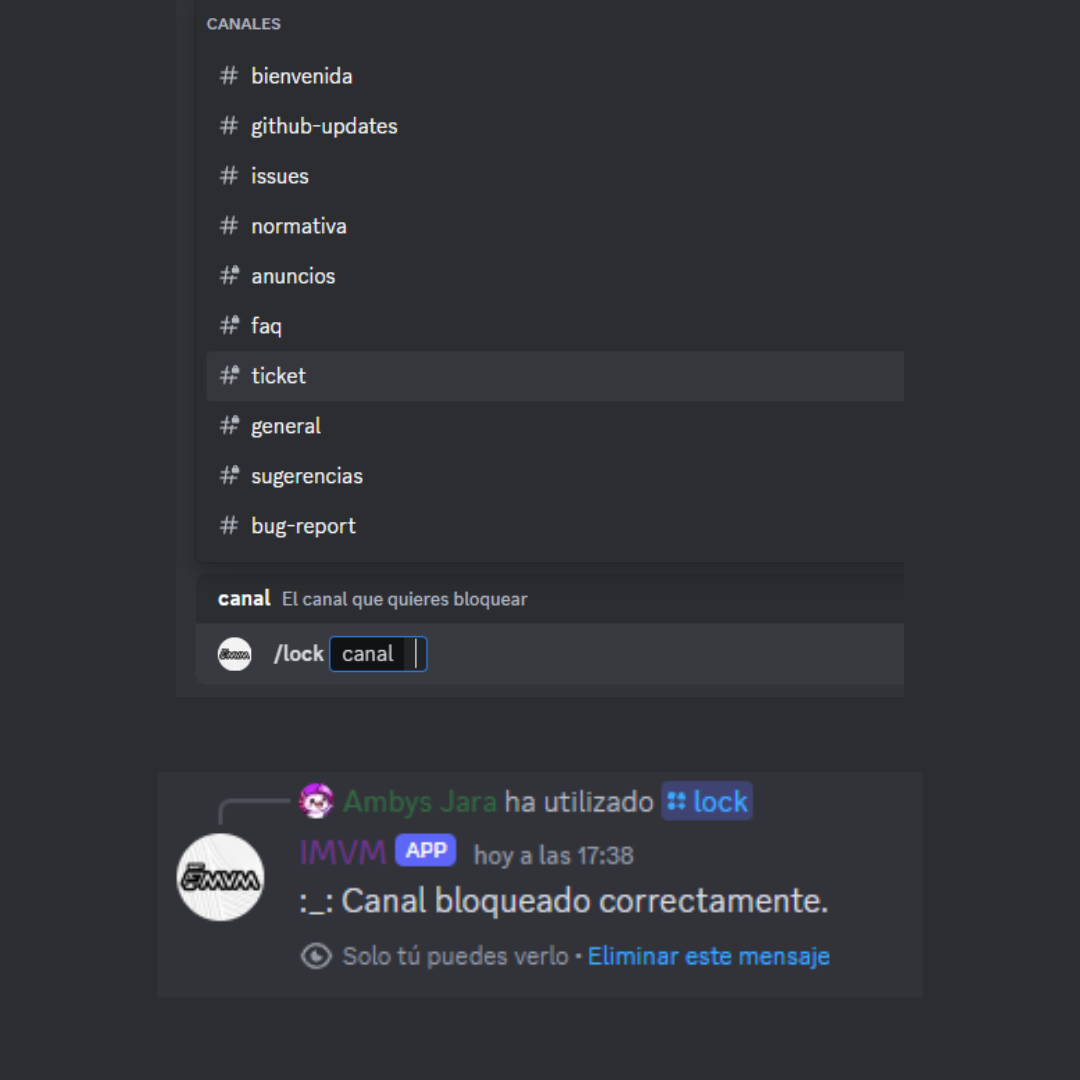 CANALES
# bienvenida
# github-updates
# issues
# normativa
# anuncios
# faq
# ticket
# general
# sugerencias
# bug-report
canal El canal que quieres bloquear
/lock canal
Ambys Jara ha utilizado lock
IMVM APP hoy a las 17:38
:_: Canal bloqueado correctamente.
Solo tú puedes verlo • Eliminar este mensaje